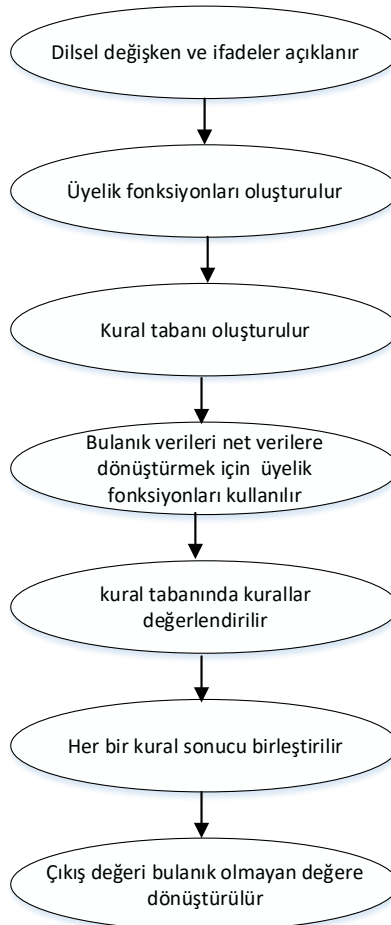 Dilsel değişken ve ifadeler açıklanır
Üyelik fonksiyonları oluşturulur
Kural tabanı oluşturulur
Bulanık verileri net verilere
dönüştürmek için üyelik
fonksiyonları kullanılır
kural tabanında kurallar
değerlendirilir
Her bir kural sonucu birleştirilir
Çıkış değeri bulanık olmayan değere
dönüştürülür